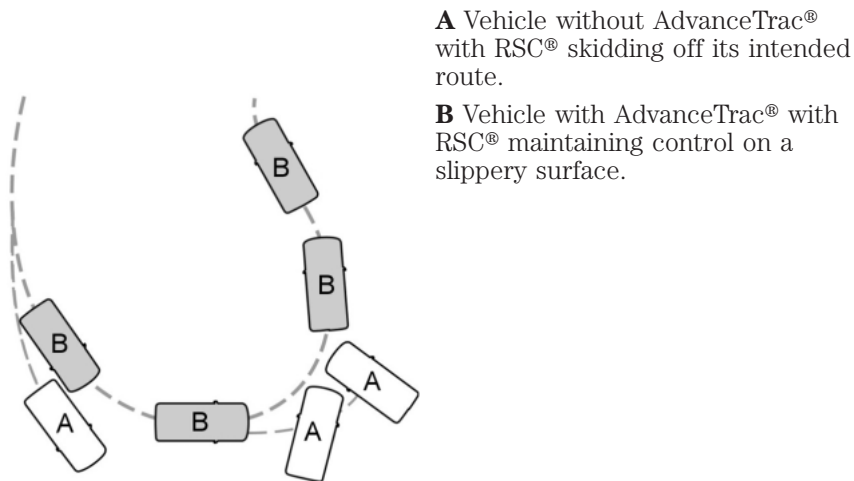 A Vehicle without AdvanceTrac®
with RSC® skidding off its intended
route.
B Vehicle with AdvanceTrac® with
RSC® maintaining control on a
slippery surface.
B
B
B
A
A
B
A